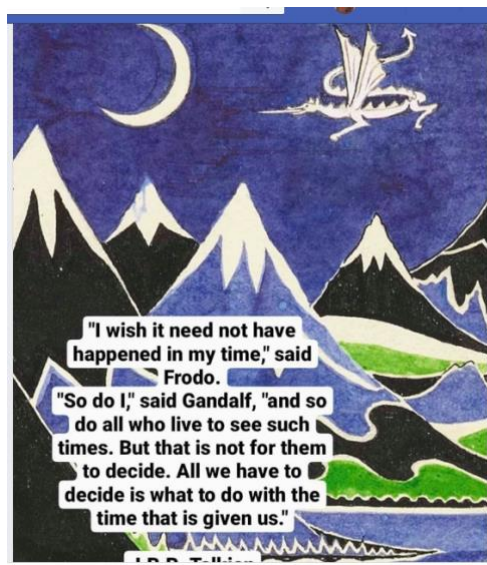 "I wish it need not have
happened in my time," said
Frodo.
"So do I," said Gandalf, "and so
do all who live to see such
times. But that is not for them
to decide. All we have to
decide is what to do with the
time that is given us."
J.R.R. Tolkien